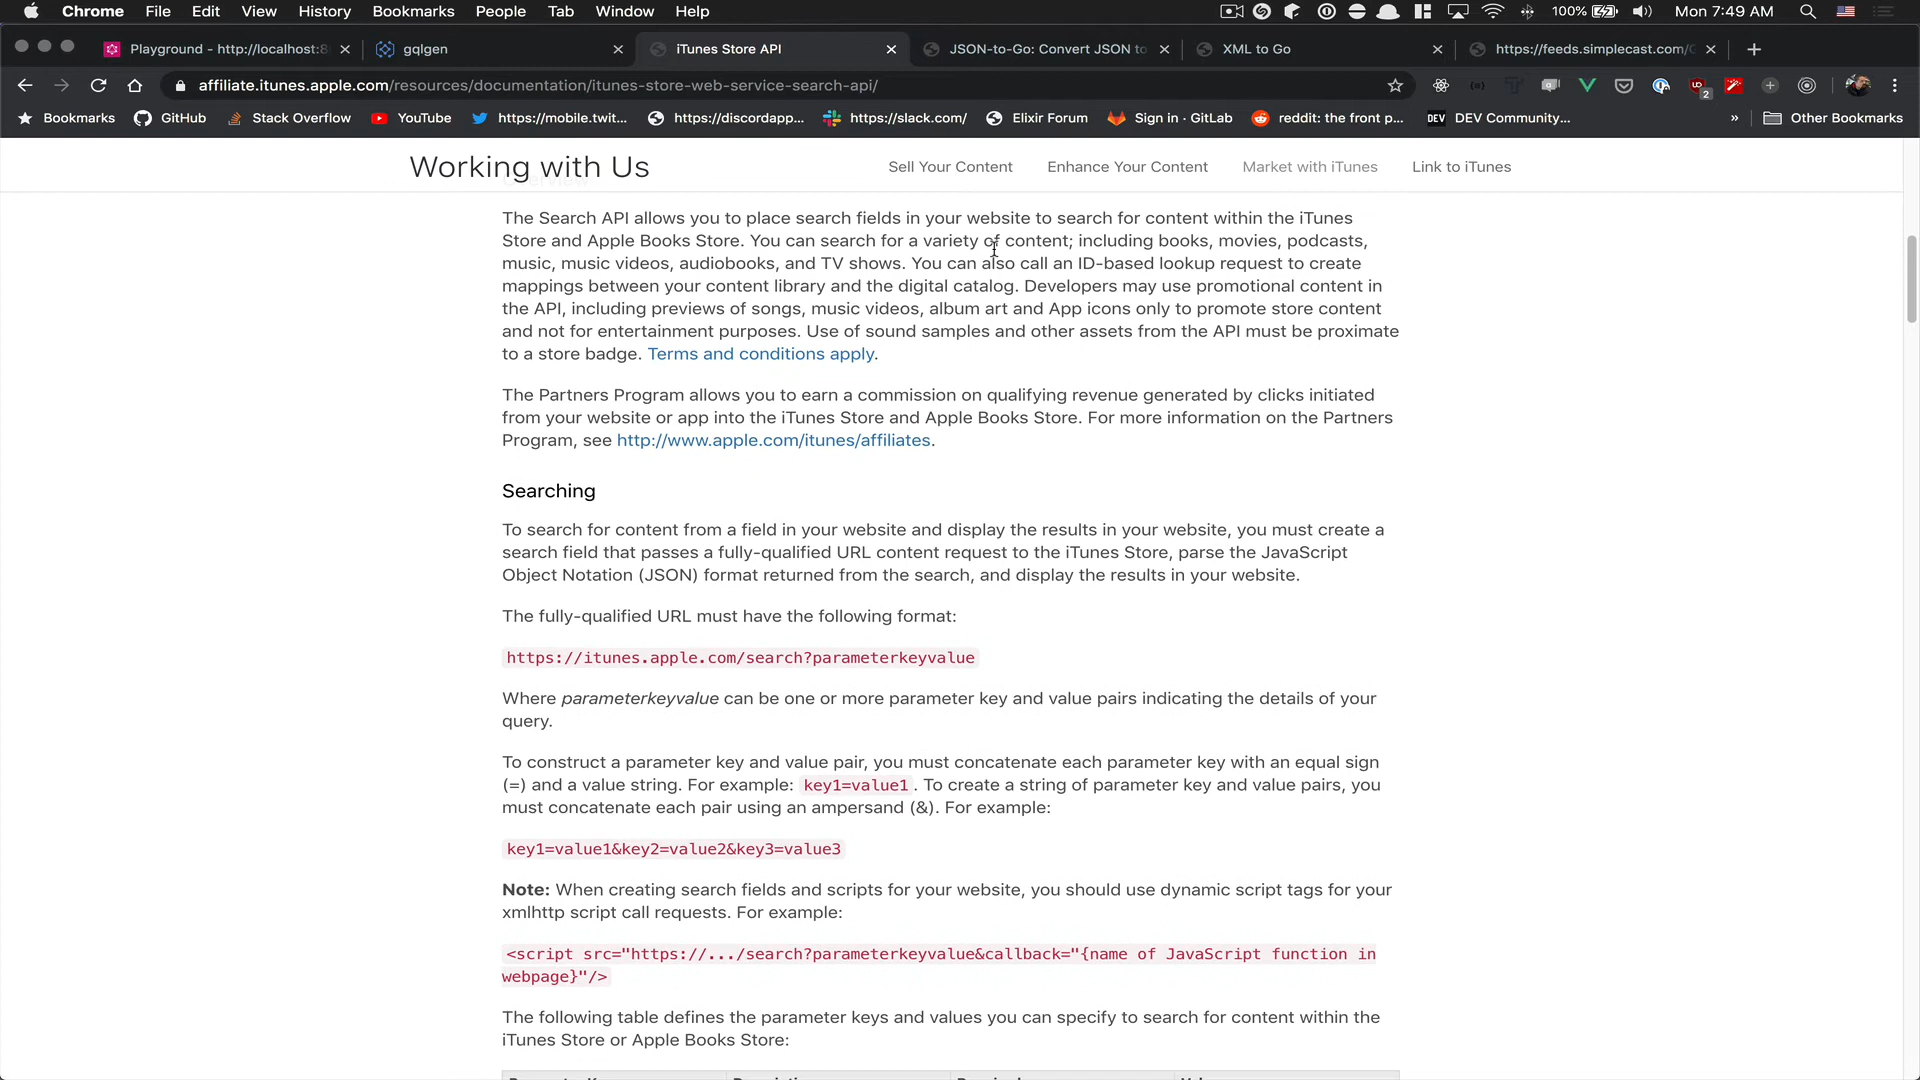 Chrome File Edit View History Bookmarks People Tab Window Help 100% Mon 7:49 AM
Playground - http://localhost:8 gqlgen iTunes Store API JSON-to-Go: Convert JSON to XML to Go https://feeds.simplecast.com/
affiliate.itunes.apple.com/resources/documentation/itunes-store-web-service-search-api/
Bookmarks GitHub Stack Overflow YouTube https://mobile.twit... https://discordapp... https://slack.com/ Elixir Forum Sign in · GitLab reddit: the front p... DEV DEV Community... » Other Bookmarks
Working with Us Sell Your Content Enhance Your Content Market with iTunes Link to iTunes
The Search API allows you to place search fields in your website to search for content within the iTunes
Store and Apple Books Store. You can search for a variety of content; including books, movies, podcasts,
music, music videos, audiobooks, and TV shows. You can also call an ID-based lookup request to create
mappings between your content library and the digital catalog. Developers may use promotional content in
the API, including previews of songs, music videos, album art and App icons only to promote store content
and not for entertainment purposes. Use of sound samples and other assets from the API must be proximate
to a store badge. Terms and conditions apply.
The Partners Program allows you to earn a commission on qualifying revenue generated by clicks initiated
from your website or app into the iTunes Store and Apple Books Store. For more information on the Partners
Program, see http://www.apple.com/itunes/affiliates.
Searching
To search for content from a field in your website and display the results in your website, you must create a
search field that passes a fully-qualified URL content request to the iTunes Store, parse the JavaScript
Object Notation (JSON) format returned from the search, and display the results in your website.
The fully-qualified URL must have the following format:
https://itunes.apple.com/search?parameterkeyvalue
Where parameterkeyvalue can be one or more parameter key and value pairs indicating the details of your
query.
To construct a parameter key and value pair, you must concatenate each parameter key with an equal sign
(=) and a value string. For example: key1=value1. To create a string of parameter key and value pairs, you
must concatenate each pair using an ampersand (&). For example:
key1=value1&key2=value2&key3=value3
Note: When creating search fields and scripts for your website, you should use dynamic script tags for your
xmlhttp script call requests. For example:
<script src="https://.../search?parameterkeyvalue&callback="{name of JavaScript function in
webpage}"/>
The following table defines the parameter keys and values you can specify to search for content within the
iTunes Store or Apple Books Store: